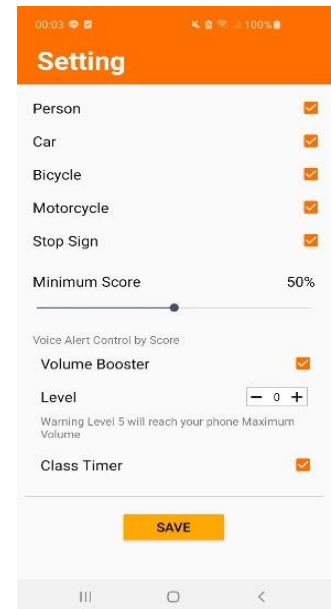 00:03 100%
Setting
Person
Car
Bicycle
Motorcycle
Stop Sign
Minimum Score 50%
Voice Alert Control by Score
Volume Booster
Level − 0 +
Warning Level 5 will reach your phone Maximum
Volume
Class Timer
SAVE